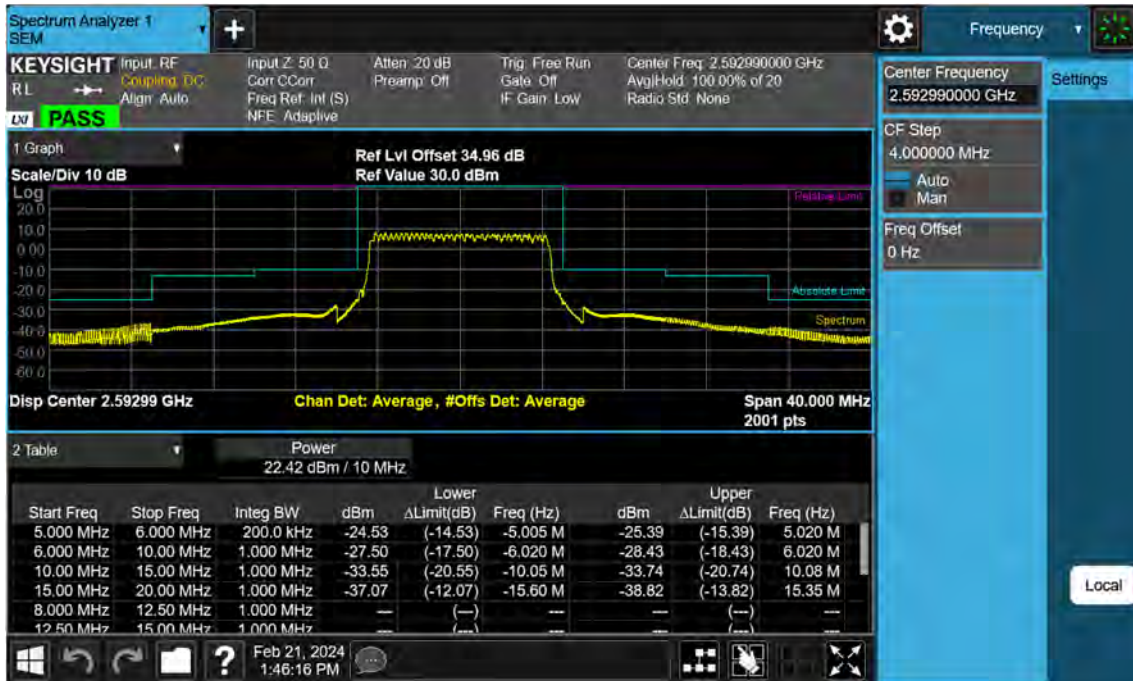 Spectrum Analyzer 1
SEM
+
Frequency
KEYSIGHT
RL
LXI PASS
Input: RF
Coupling: DC
Align: Auto
Input Z: 50 Ω
Corr CCorr
Freq Ref: Int (S)
NFE: Adaptive
Atten: 20 dB
Preamp: Off
Trig: Free Run
Gate: Off
IF Gain: Low
Center Freq: 2.592990000 GHz
Avg|Hold: 100.00% of 20
Radio Std: None
Center Frequency
2.592990000 GHz
Settings
CF Step
4.000000 MHz
Auto
Man
Freq Offset
0 Hz
1 Graph
Scale/Div 10 dB
Ref Lvl Offset 34.96 dB
Ref Value 30.0 dBm
Log
20.0
10.0
0.00
-10.0
-20.0
-30.0
-40.0
-50.0
-60.0
Relative Limit
Absolute Limit
Spectrum
Disp Center 2.59299 GHz
Chan Det: Average, #Offs Det: Average
Span 40.000 MHz
2001 pts
2 Table
Power
22.42 dBm / 10 MHz
Lower Upper
Start Freq Stop Freq Integ BW dBm ΔLimit(dB) Freq (Hz) dBm ΔLimit(dB) Freq (Hz)
5.000 MHz 6.000 MHz 200.0 kHz -24.53 (-14.53) -5.005 M -25.39 (-15.39) 5.020 M
6.000 MHz 10.00 MHz 1.000 MHz -27.50 (-17.50) -6.020 M -28.43 (-18.43) 6.020 M
10.00 MHz 15.00 MHz 1.000 MHz -33.55 (-20.55) -10.05 M -33.74 (-20.74) 10.08 M
15.00 MHz 20.00 MHz 1.000 MHz -37.07 (-12.07) -15.60 M -38.82 (-13.82) 15.35 M
8.000 MHz 12.50 MHz 1.000 MHz --- (---) --- --- (---) ---
12.50 MHz 15.00 MHz 1.000 MHz --- (---) --- --- (---) ---
Local
?
Feb 21, 2024
1:46:16 PM